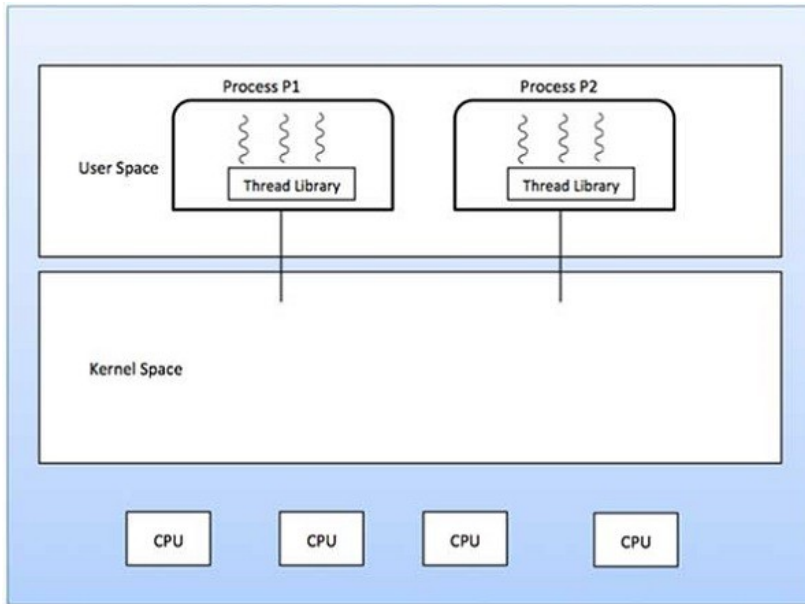 Process P1
Process P2
User Space
Thread Library
Thread Library
Kernel Space
CPU
CPU
CPU
CPU